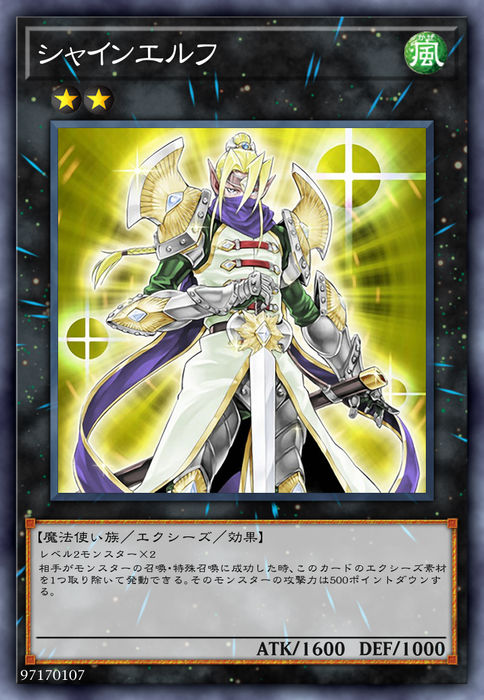 シャインエルフ
風
かぜ
【魔法使い族／エクシーズ／効果】
レベル2モンスター×2
相手がモンスターの召喚・特殊召喚に成功した時、このカードのエクシーズ素材
を1つ取り除いて発動できる。そのモンスターの攻撃力は500ポイントダウンす
る。
ATK/1600 DEF/1000
97170107